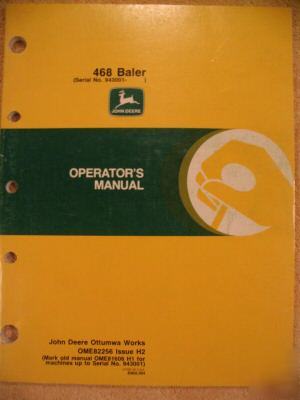 468 Baler
(Serial No. 943001-        )
JOHN DEERE
OPERATOR'S
MANUAL
John Deere Ottumwa Works
OME82256 Issue H2
(Mark old manual OME81606 H1 for
machines up to Serial No. 943001)
ENGLISH